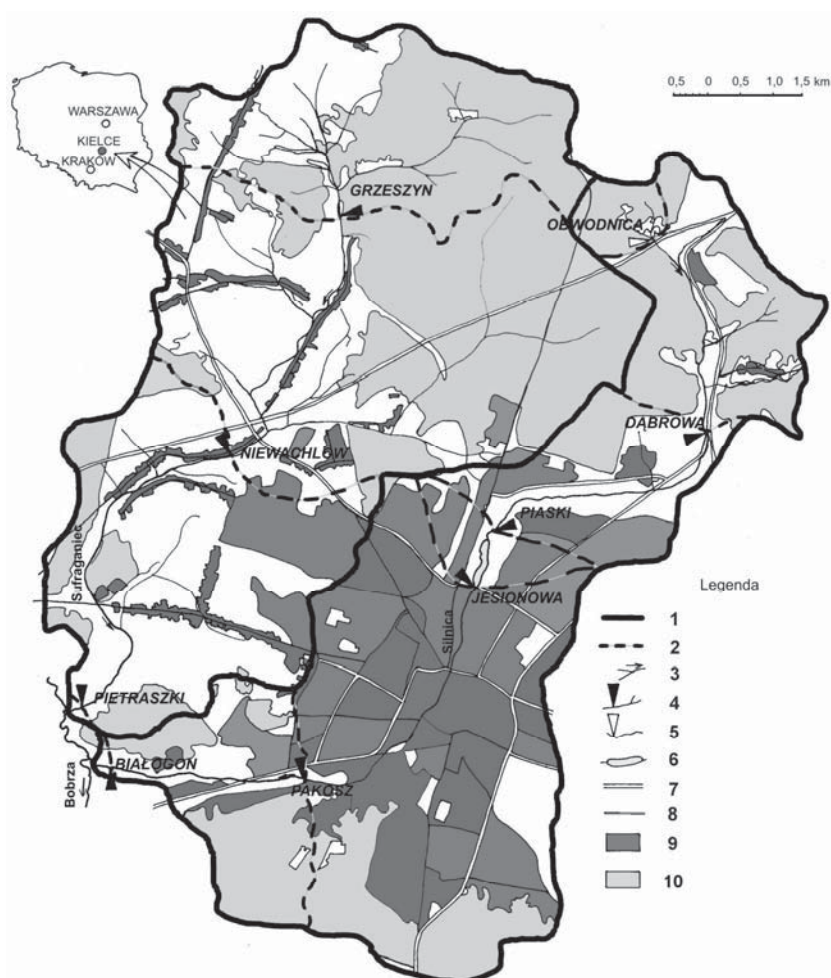 0,5 0 0,5 1,0 1,5 km
WARSZAWA
KIELCE
KRAKÓW
GRZESZYN
OBWODNICA
DĄBROWA
NIEWACHLÓW
PIASKI
Sufraganiec
JESIONOWA
Silnica
PIETRASZKI
BIAŁOGON
PAKOSZ
Bobrza
Legenda
1
2
3
4
5
6
7
8
9
10